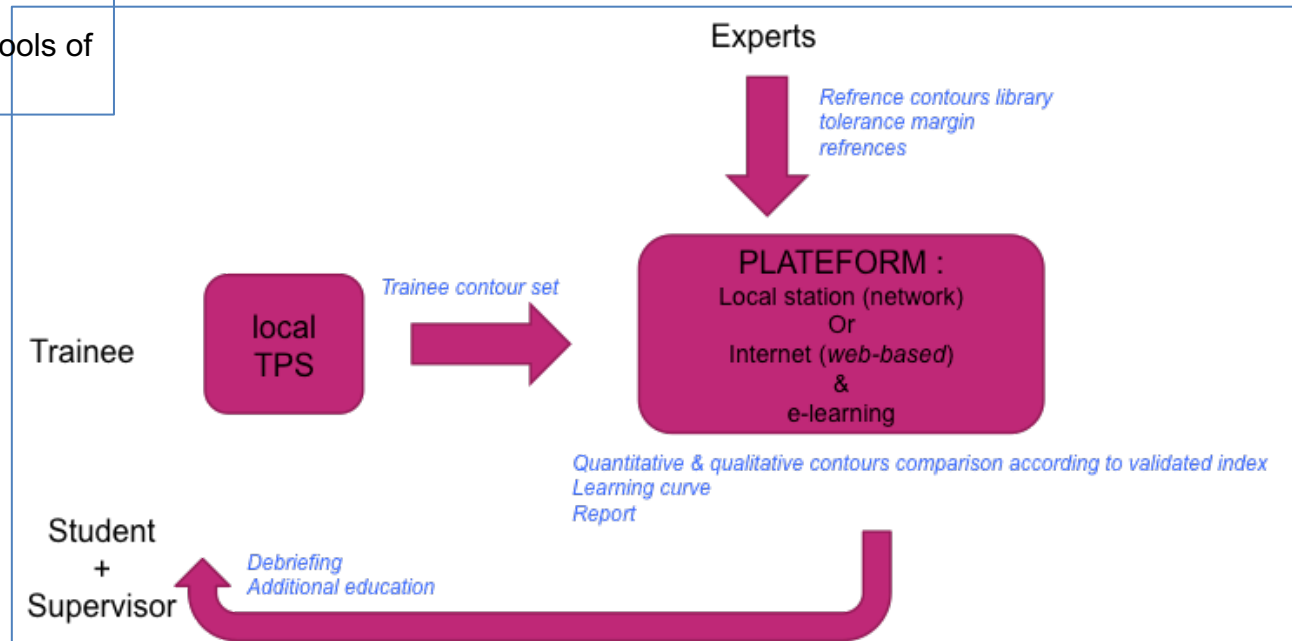 ools of
Experts
Refrence contours library
tolerance margin
refrences
Trainee
local
TPS
Trainee contour set
PLATEFORM :
Local station (network)
Or
Internet (web-based)
&
e-learning
Quantitative & qualitative contours comparison according to validated index
Learning curve
Report
Student
+
Supervisor
Debriefing
Additional education